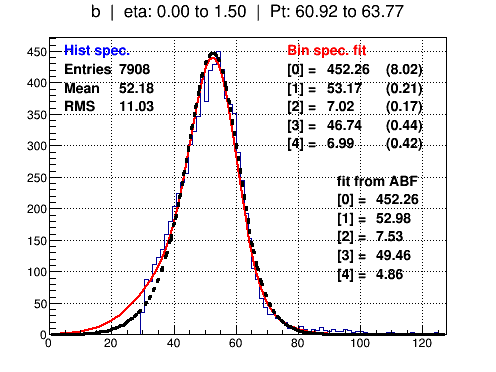 b | eta: 0.00 to 1.50 | Pt: 60.92 to 63.77
Hist spec.
Entries 7908
Mean 52.18
RMS 11.03
Bin spec. fit
[0] = 452.26 (8.02)
[1] = 53.17 (0.21)
[2] = 7.02 (0.17)
[3] = 46.74 (0.44)
[4] = 6.99 (0.42)
fit from ABF
[0] = 452.26
[1] = 52.98
[2] = 7.53
[3] = 49.46
[4] = 4.86
450
400
350
300
250
200
150
100
50
0
0 20 40 60 80 100 120